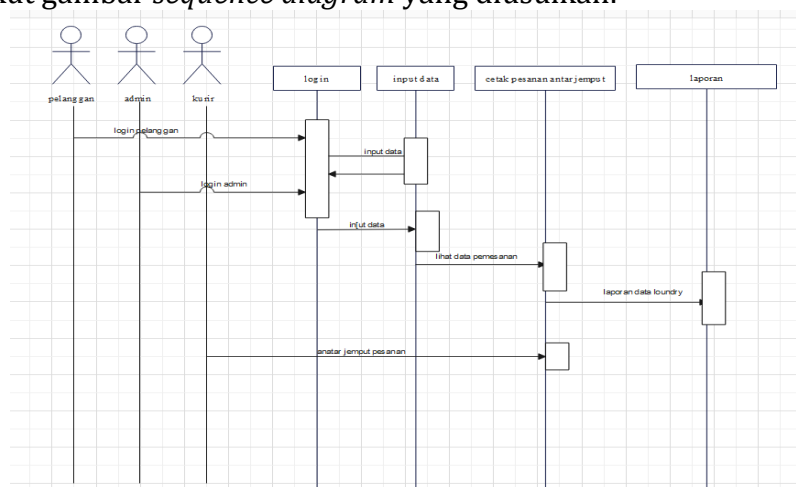 gambar sequence diagram yang diusulkan.
login
input data
cetak pesanan antar jemput
laporan
pelanggan
admin
kurir
login pelanggan
input data
login admin
input data
lihat data pemesanan
laporan data loundry
anatar jemput pesanan